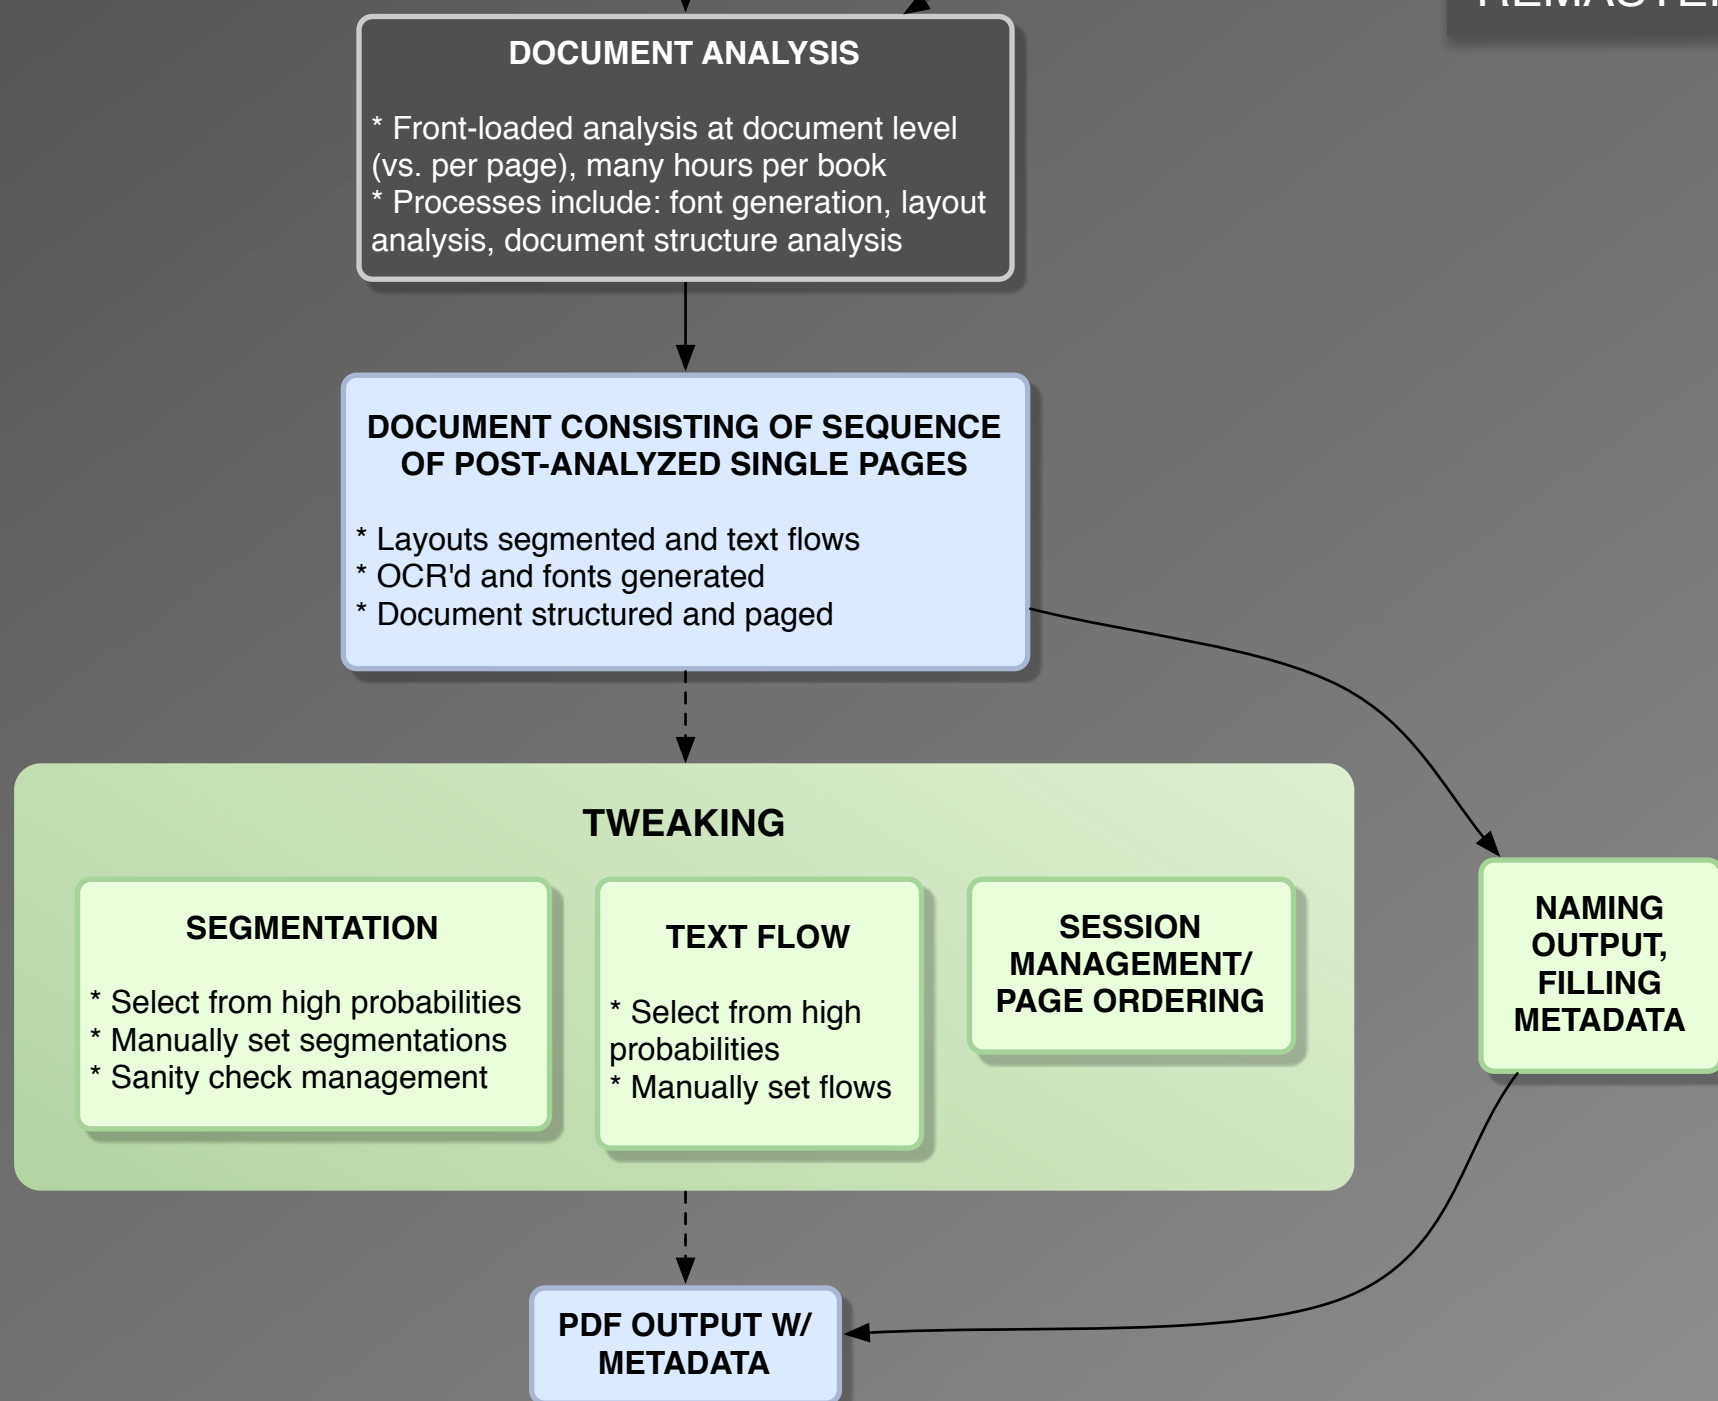 DOCUMENT ANALYSIS
* Front-loaded analysis at document level
(vs. per page), many hours per book
* Processes include: font generation, layout
analysis, document structure analysis
DOCUMENT CONSISTING OF SEQUENCE
OF POST-ANALYZED SINGLE PAGES
* Layouts segmented and text flows
* OCR'd and fonts generated
* Document structured and paged
TWEAKING
SEGMENTATION
* Select from high probabilities
* Manually set segmentations
* Sanity check management
TEXT FLOW
* Select from high
probabilities
* Manually set flows
SESSION
MANAGEMENT/
PAGE ORDERING
NAMING
OUTPUT,
FILLING
METADATA
PDF OUTPUT W/
METADATA